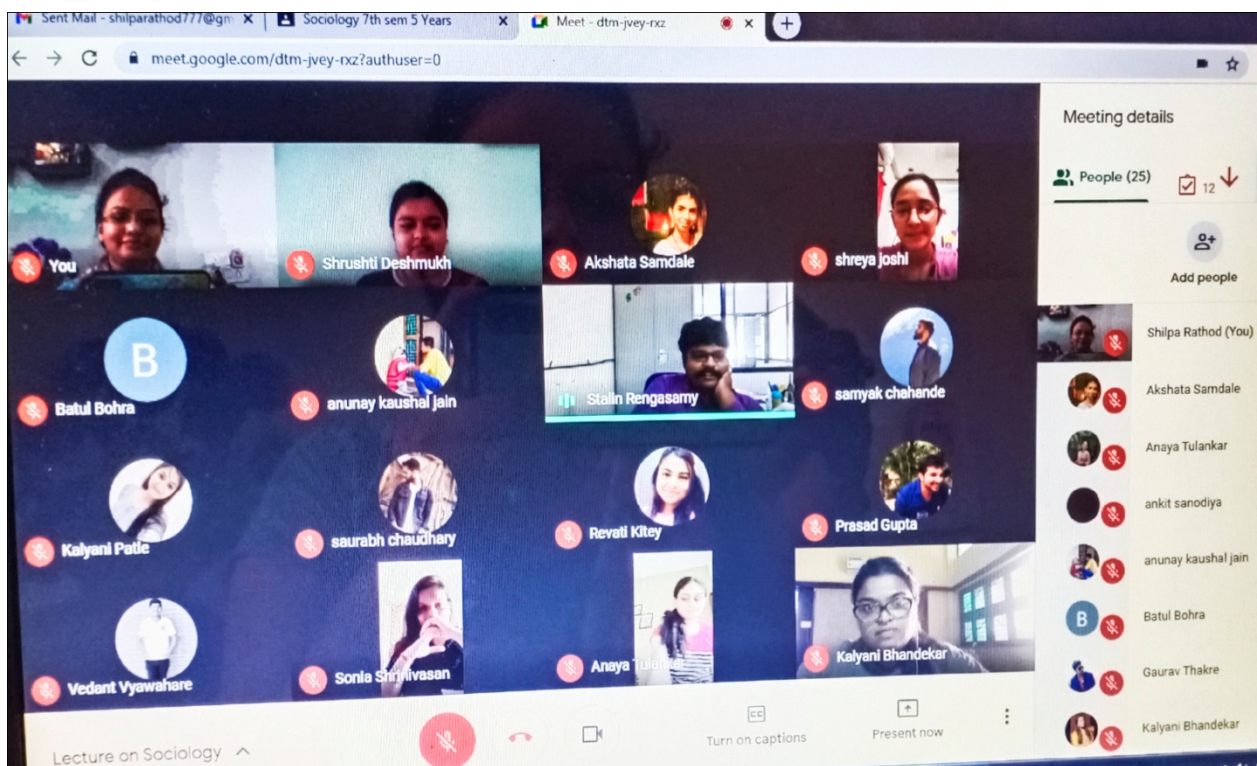 Sent Mail - shilparathod777@gm
Sociology 7th sem 5 Years
Meet - dtm-jvey-rxz
meet.google.com/dtm-jvey-rxz?authuser=0
You
Shrushti Deshmukh
Akshata Samdale
shreya joshi
B
Batul Bohra
anunay kaushal jain
Stalin Rengasamy
samyak chahande
Kalyani Patle
saurabh chaudhary
Revati Kitey
Prasad Gupta
Vedant Vyawahare
Sonia Shrinivasan
Anaya Tulankar
Kalyani Bhandekar
Lecture on Sociology
CC
Turn on captions
Present now
Meeting details
People (25)
12
Add people
Shilpa Rathod (You)
Akshata Samdale
Anaya Tulankar
ankit sanodiya
anunay kaushal jain
B
Batul Bohra
Gaurav Thakre
Kalyani Bhandekar